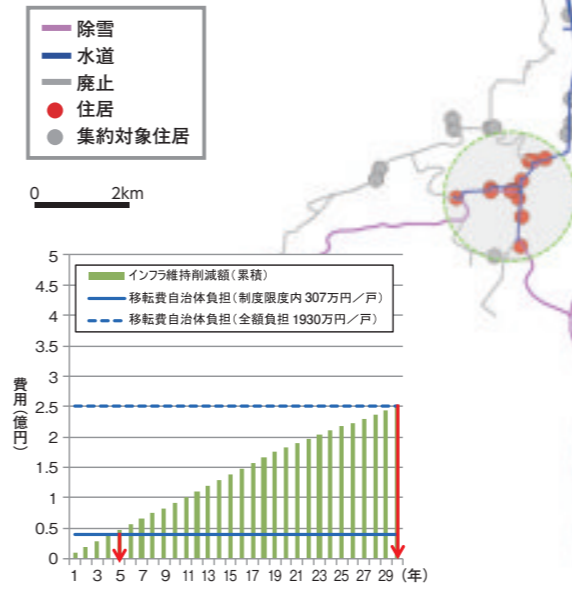 除雪
水道
廃止
住居
集約対象住居
0 2km
インフラ維持削減額(累積)
移転費自治体負担(制度限度内 307万円/戸)
移転費自治体負担(全額負担 1930万円/戸)
費用(億円)
5
4.5
4
3.5
3
2.5
2
1.5
1
0.5
0
1 3 5 7 9 11 13 15 17 19 21 23 25 27 29 (年)